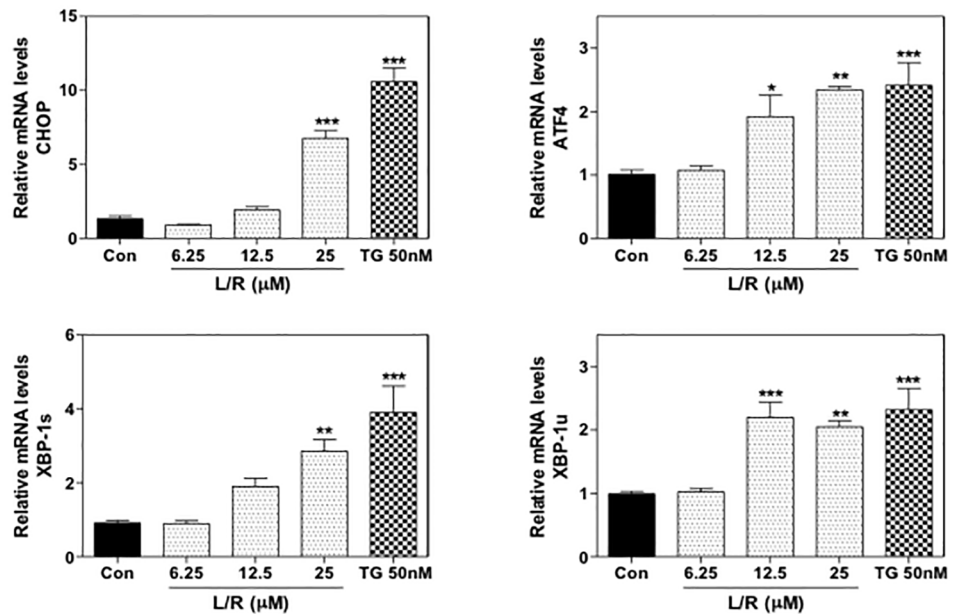 Relative mRNA levels
CHOP
15
10
5
0
***
***
Con 6.25 12.5 25 TG 50nM
L/R (μM)
Relative mRNA levels
ATF4
3
2
1
0
*
**
***
Con 6.25 12.5 25 TG 50nM
L/R (μM)
Relative mRNA levels
XBP-1s
6
4
2
0
**
***
Con 6.25 12.5 25 TG 50nM
L/R (μM)
Relative mRNA levels
XBP-1u
3
2
1
0
***
**
***
Con 6.25 12.5 25 TG 50nM
L/R (μM)